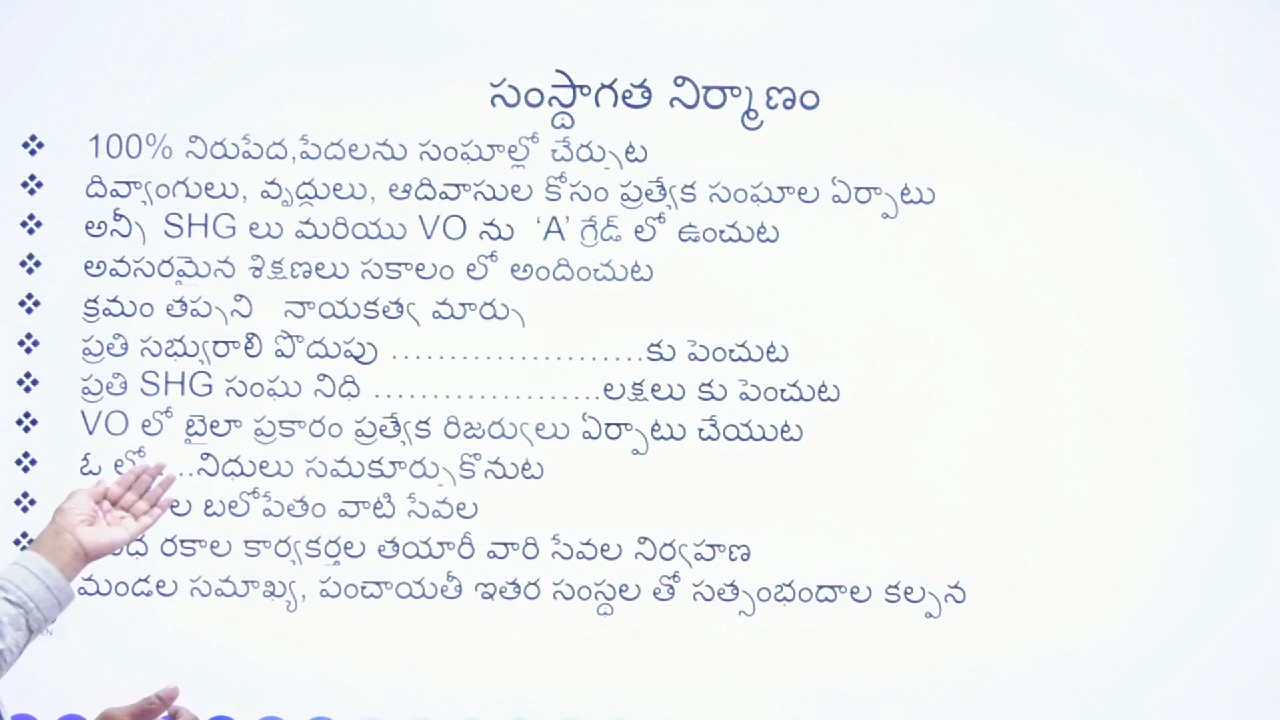 సంస్థాగత నిర్మాణం
100% నిరుపేద,పేదలను సంఘాల్లో చేర్చుట
దివ్యాంగులు, వృద్ధులు, ఆదివాసుల కోసం ప్రత్యేక సంఘాల ఏర్పాటు
అన్నీ SHG లు మరియు VO ను ‘A’ గ్రేడ్ లో ఉంచుట
అవసరమైన శిక్షణలు సకాలం లో అందించుట
క్రమం తప్పని నాయకత్వ మార్పు
ప్రతి సభ్యురాలి పొదుపు ......................కు పెంచుట
ప్రతి SHG సంఘ నిధి ....................లక్షలు కు పెంచుట
VO లో బైలా ప్రకారం ప్రత్యేక రిజర్వులు ఏర్పాటు చేయుట
ఓ లో ...నిధులు సమకూర్చుకొనుట
బలోపేతం వాటి సేవల
రకాల కార్యకర్తల తయారీ వారి సేవల నిర్వహణ
మండల సమాఖ్య, పంచాయతీ ఇతర సంస్థల తో సత్సంభందాల కల్పన